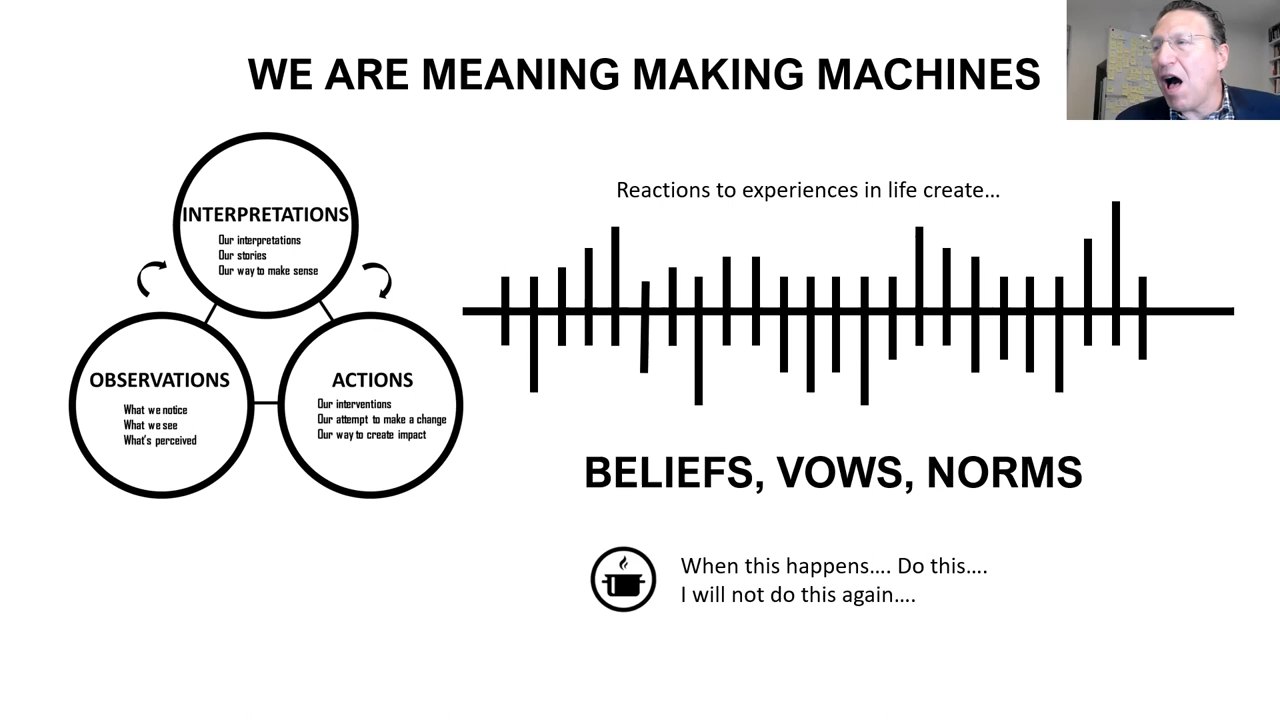 WE ARE MEANING MAKING MACHINES
INTERPRETATIONS
Our interpretations
Our stories
Our way to make sense
OBSERVATIONS
What we notice
What we see
What's perceived
ACTIONS
Our interventions
Our attempt to make a change
Our way to create impact
Reactions to experiences in life create...
BELIEFS, VOWS, NORMS
When this happens.... Do this....
I will not do this again....